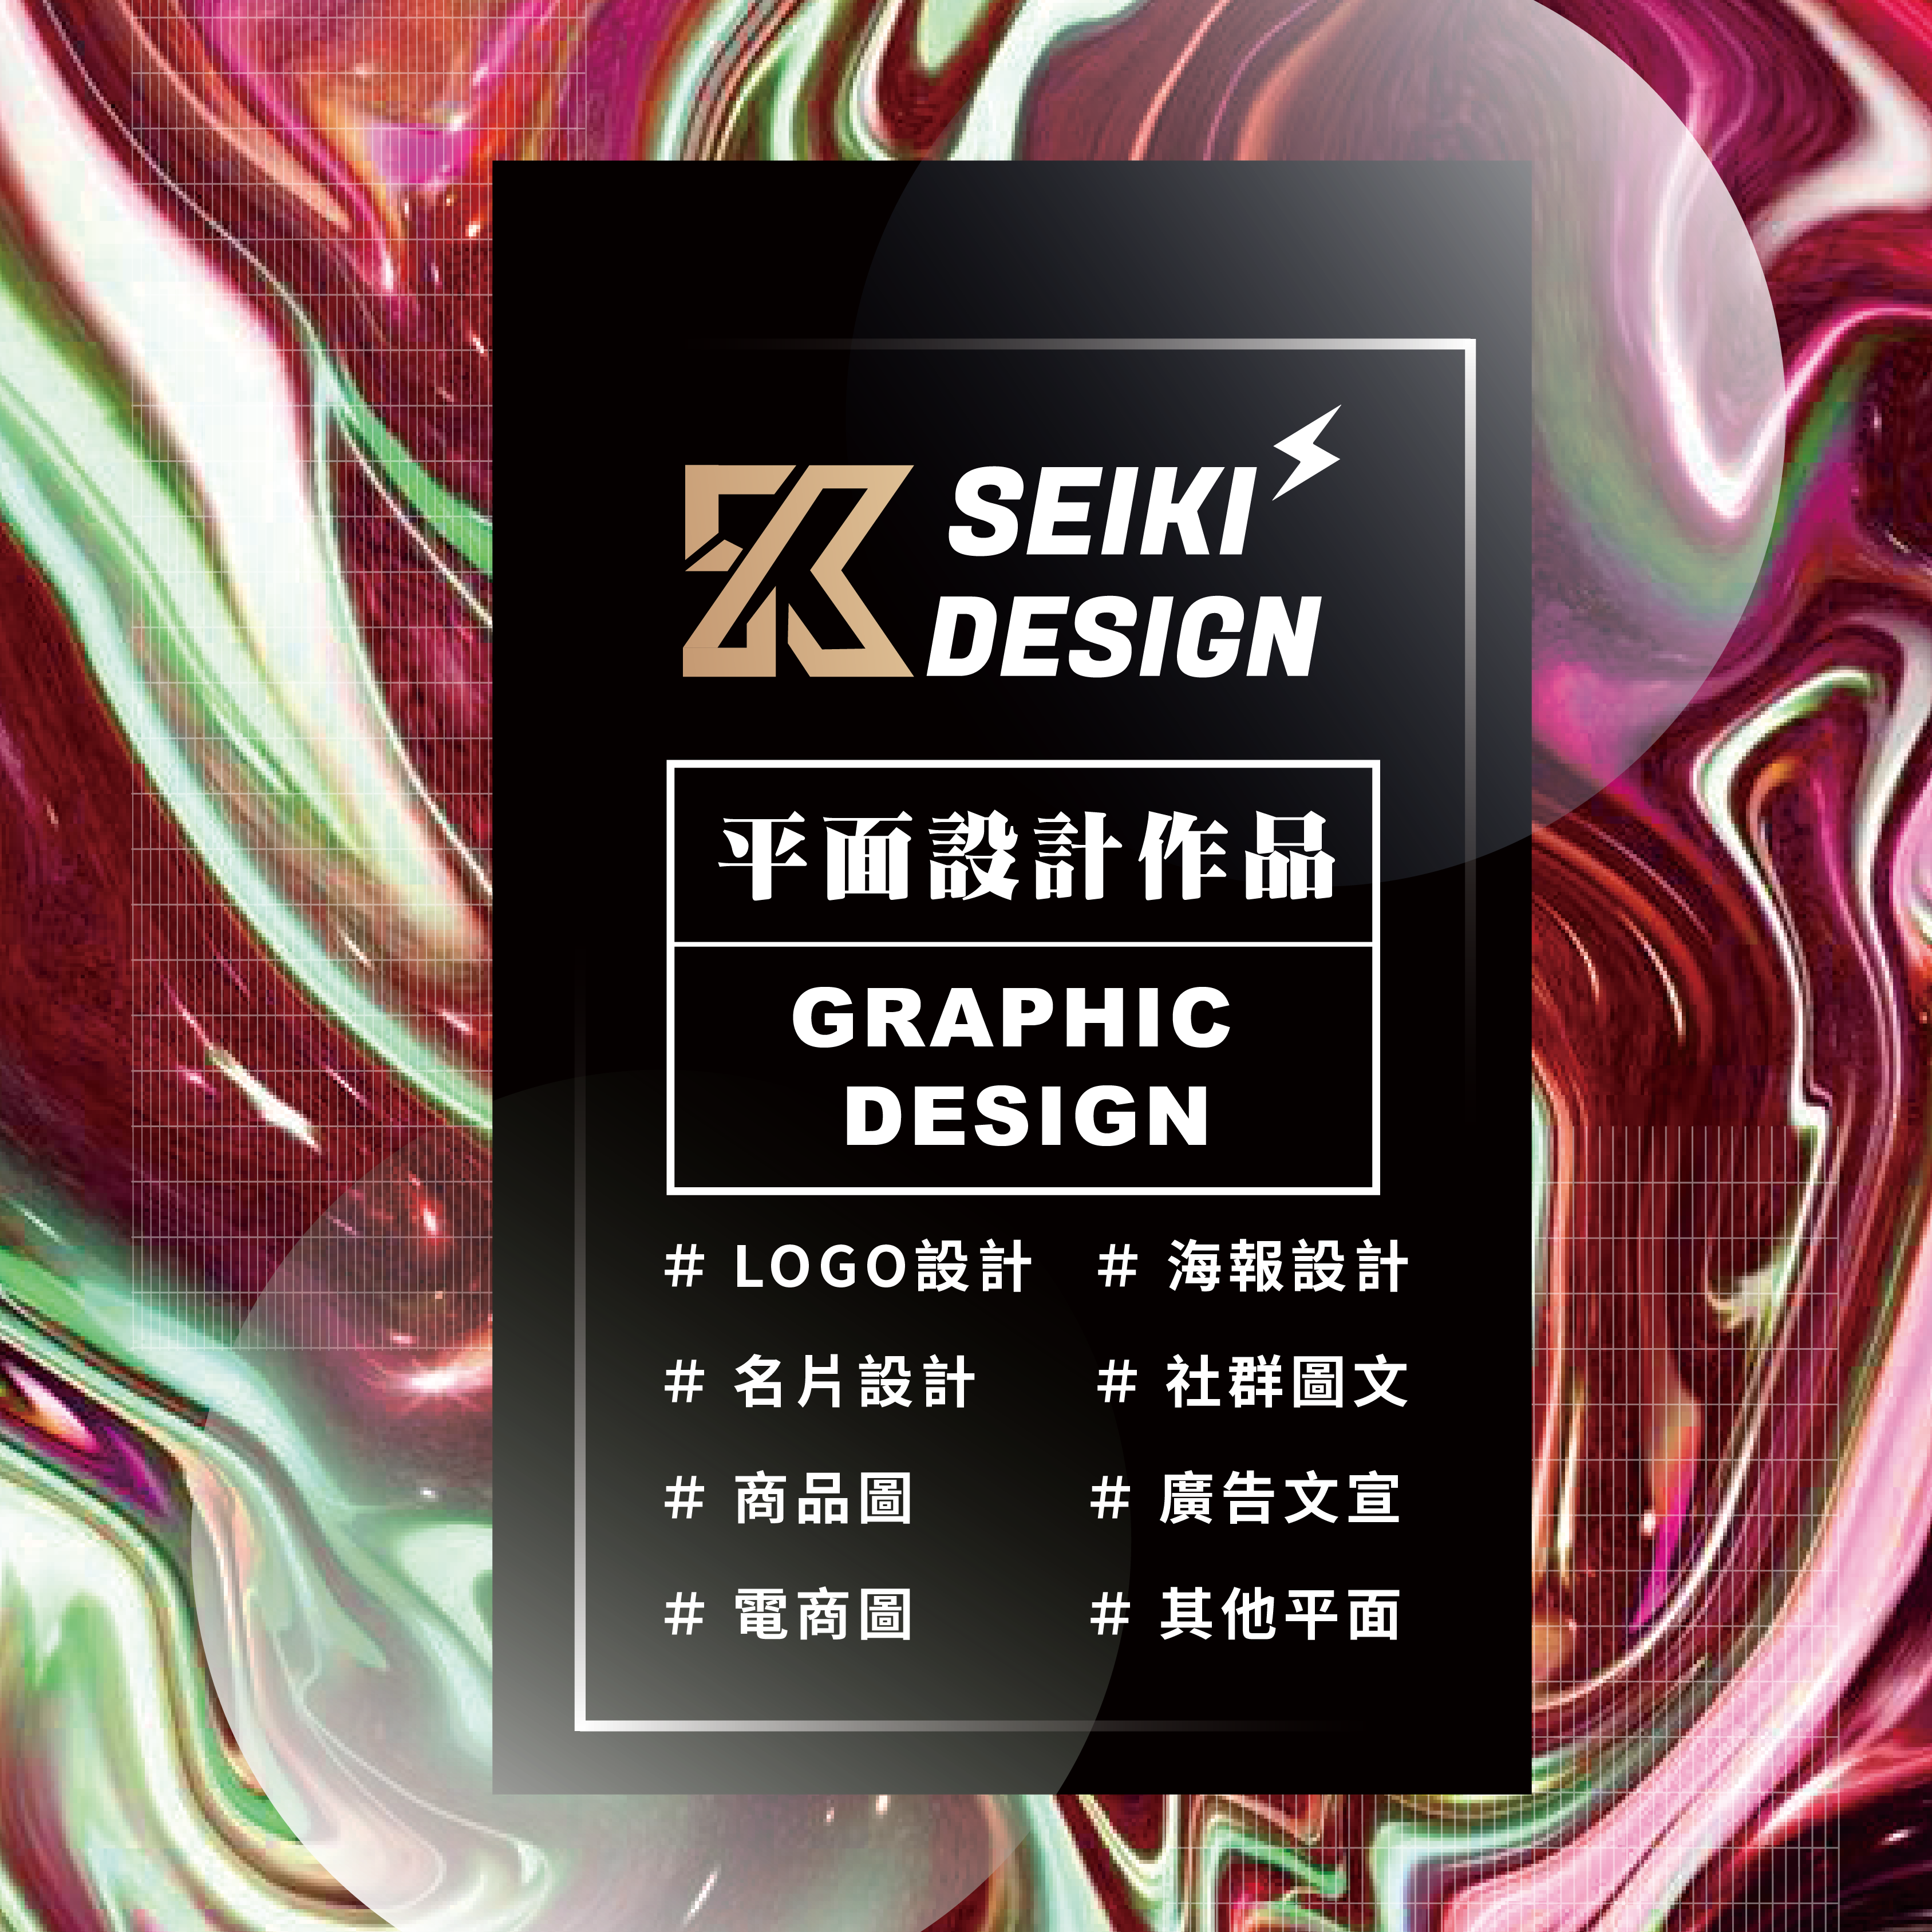 SEIKI
DESIGN
平面設計作品
GRAPHIC
DESIGN
# LOGO設計 # 海報設計
# 名片設計 # 社群圖文
# 商品圖 # 廣告文宣
# 電商圖 # 其他平面